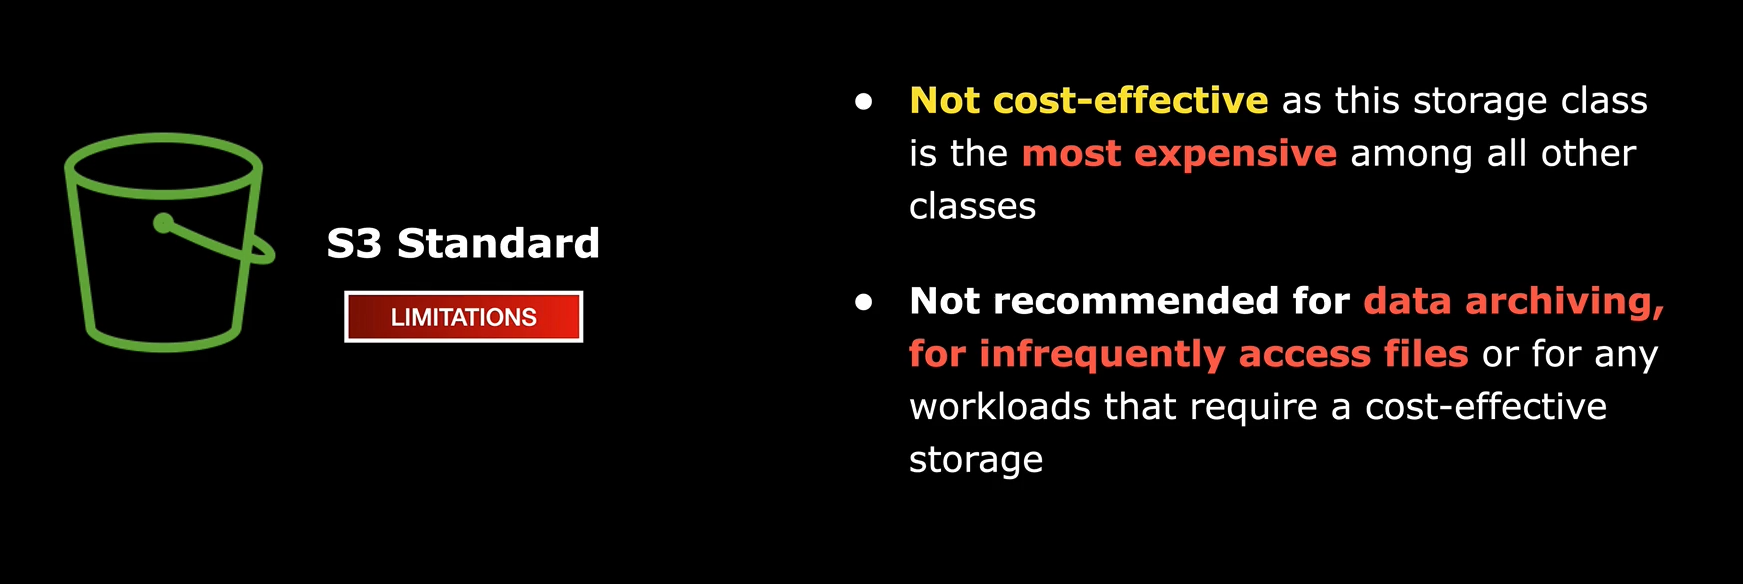 S3 Standard
LIMITATIONS
● Not cost-effective as this storage class
is the most expensive among all other
classes
● Not recommended for data archiving,
for infrequently access files or for any
workloads that require a cost-effective
storage